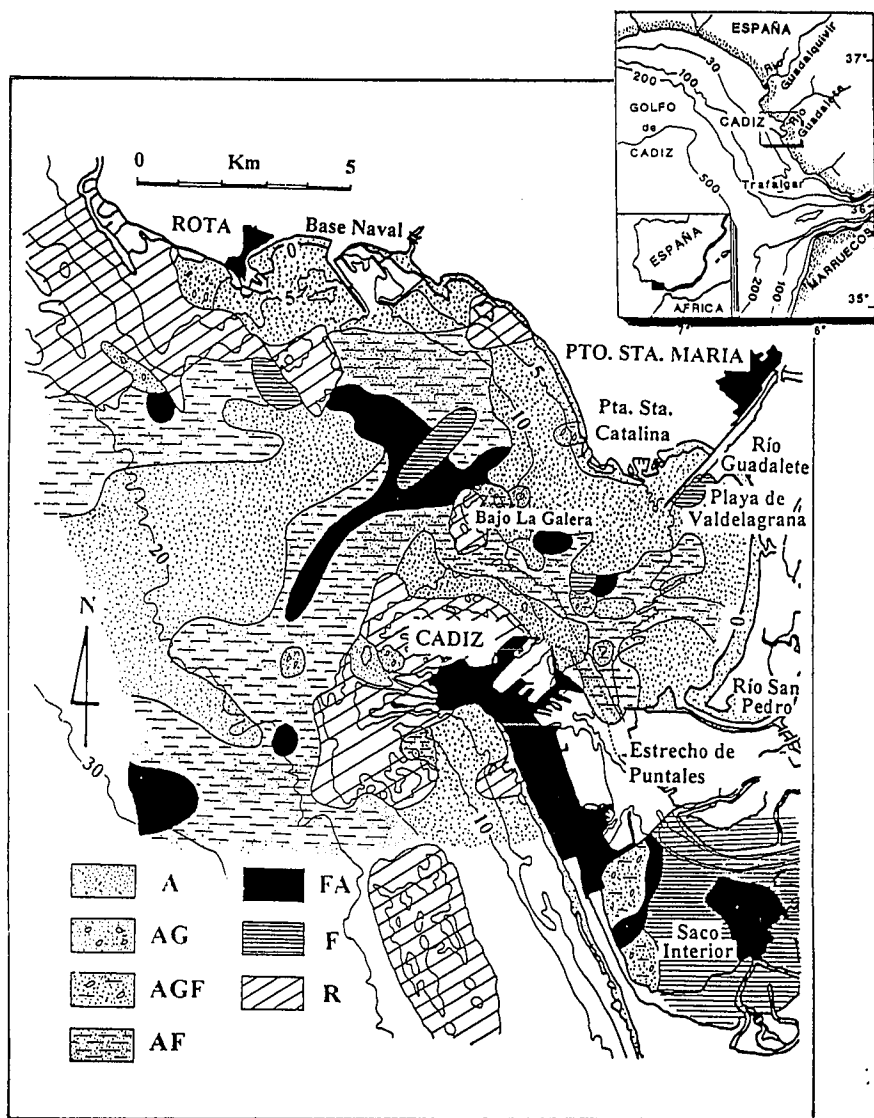 ESPAÑA
37°
30
100
200
Río
Guadalquivir
GOLFO
de
CADIZ
CADIZ
Río
Guadalete
500
Trafalgar
36
MARRUECOS
ESPAÑA
AFRICA
200
100
35°
7°
6°
0
Km
5
ROTA
Base Naval
0
5
PTO. STA. MARIA
5
10
Pta. Sta.
Catalina
Río
Guadalete
Playa de
Valdelagrana
Bajo La Galera
20
0
N
CADIZ
Río San
Pedro
Estrecho de
Puntales
30
10
Saco
Interior
A
FA
AG
F
AGF
R
AF